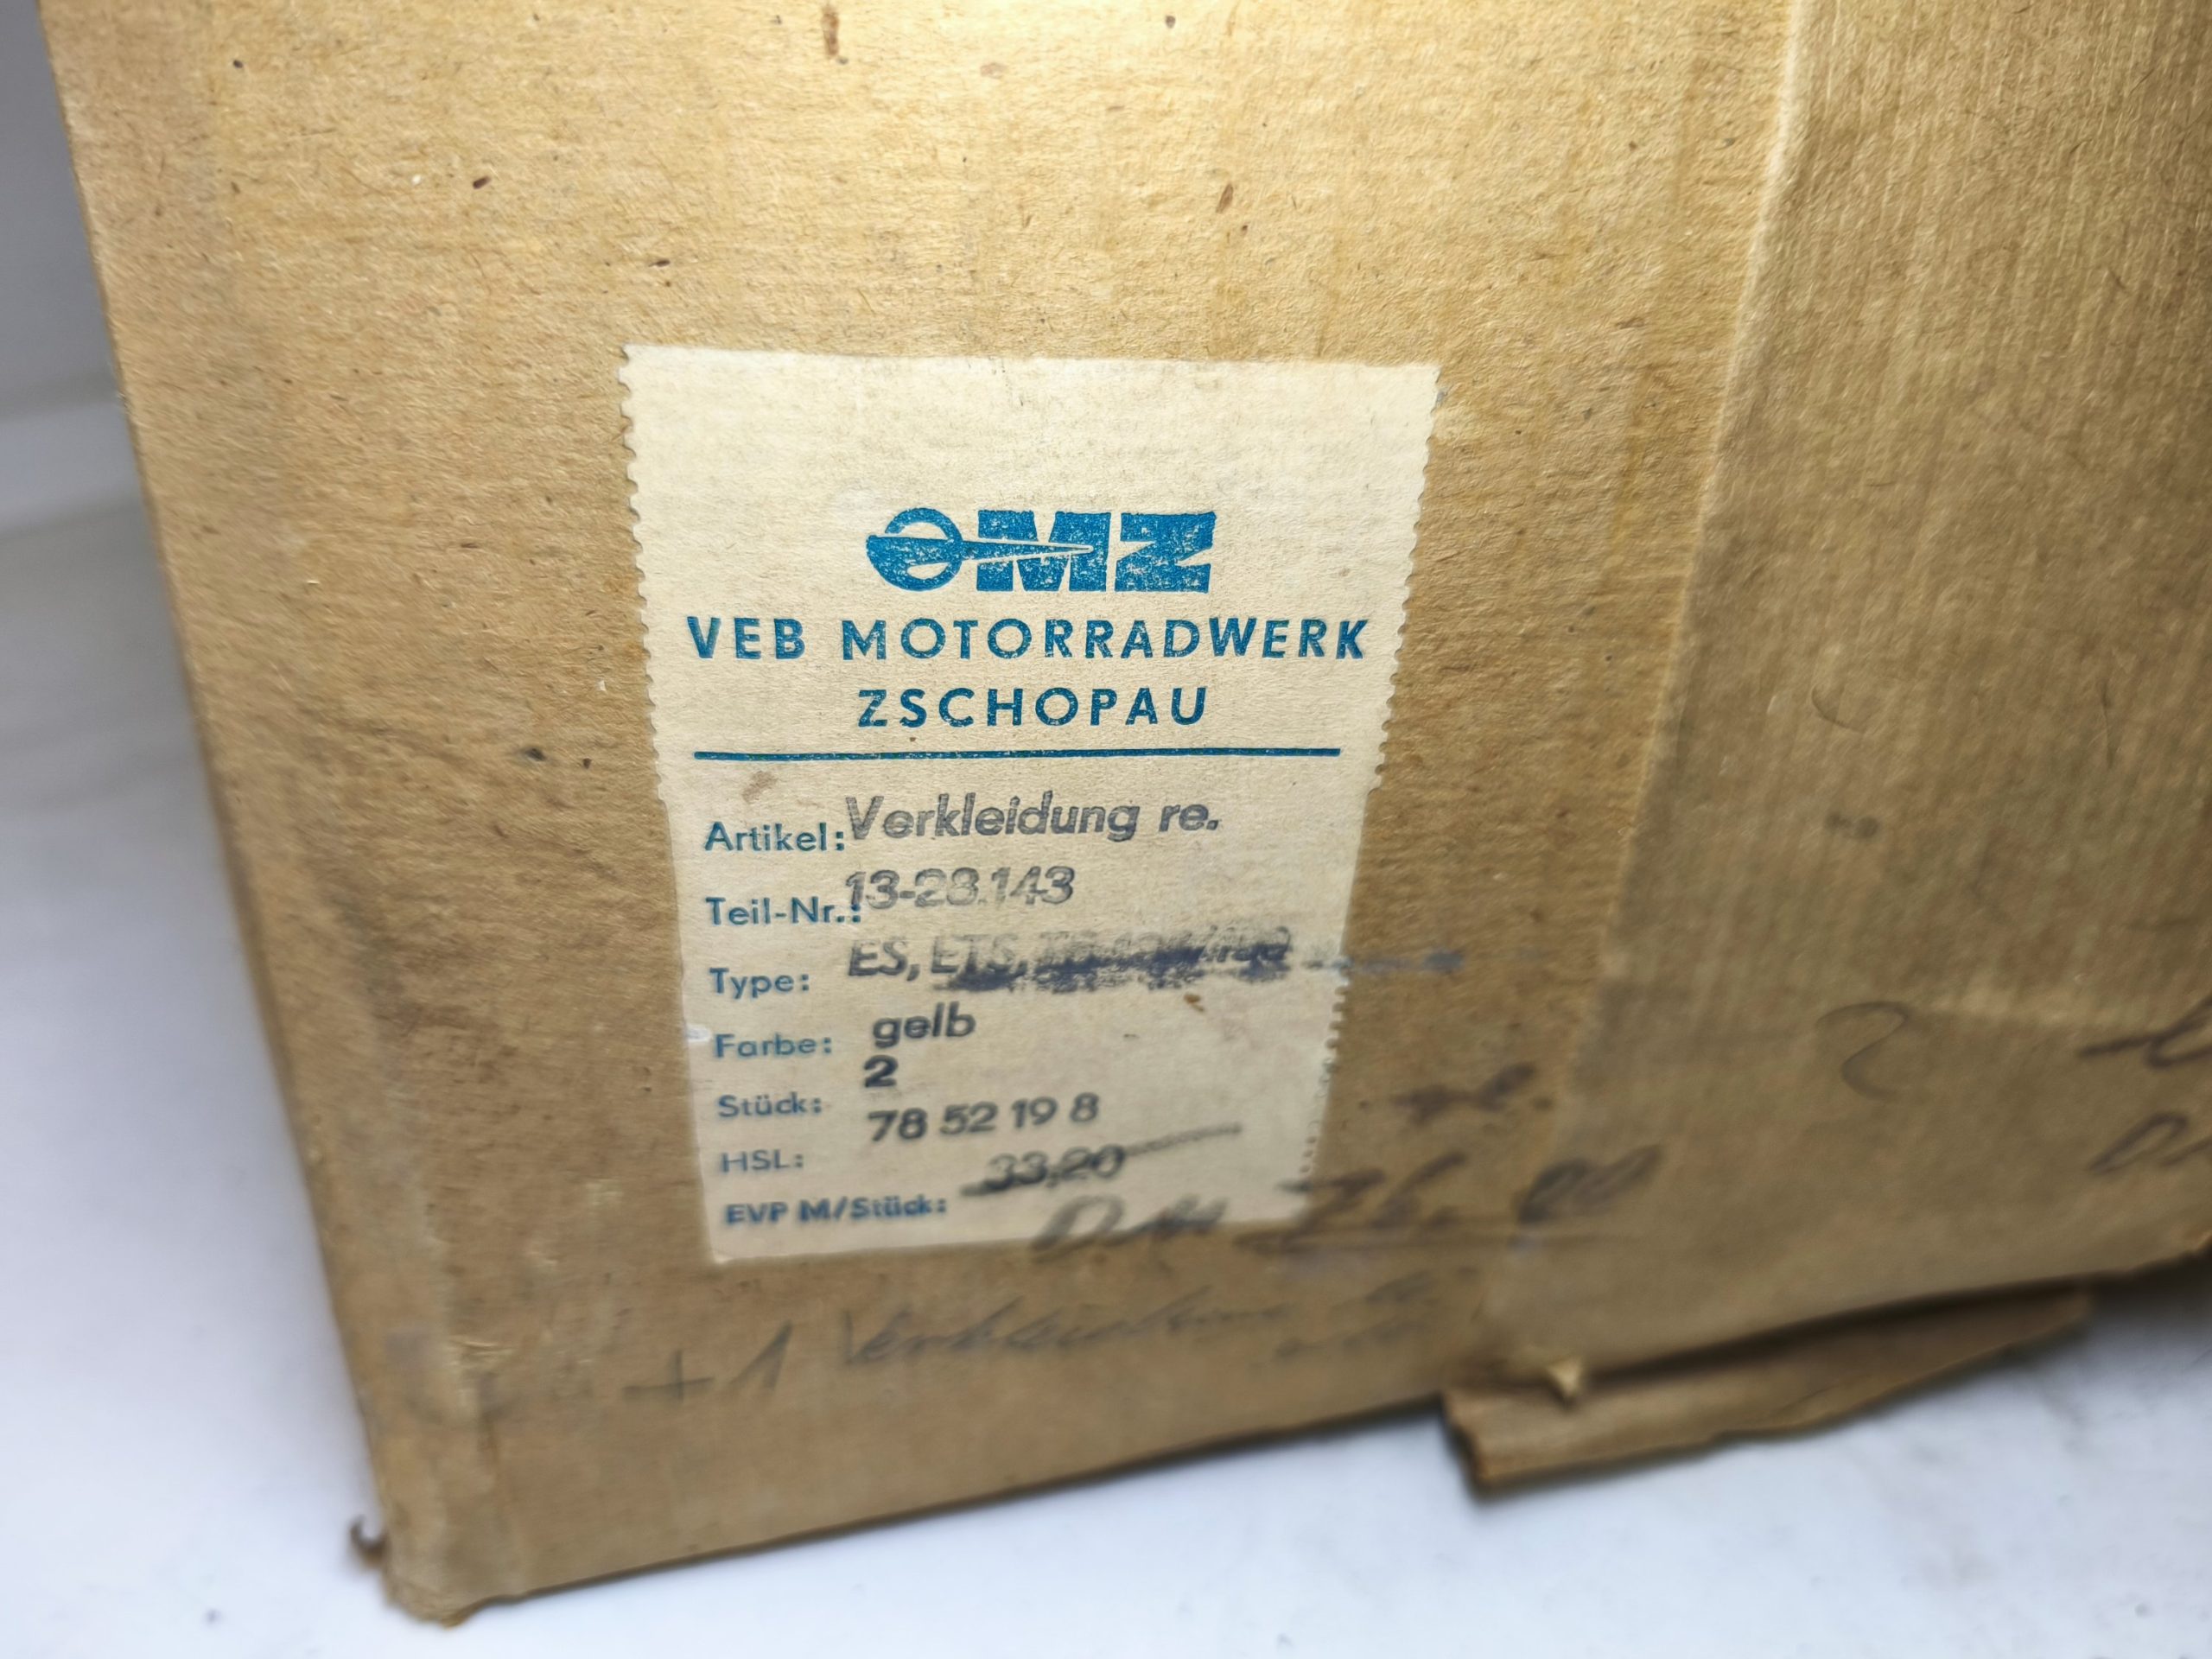 MZ
VEB MOTORRADWERK
ZSCHOPAU
Artikel: Verkleidung re.
Teil-Nr.: 13-28.143
Type: ES, ETS,
Farbe: gelb
Stück: 2
HSL: 78 52 19 8
EVP M/Stück: 33,20
+1
2